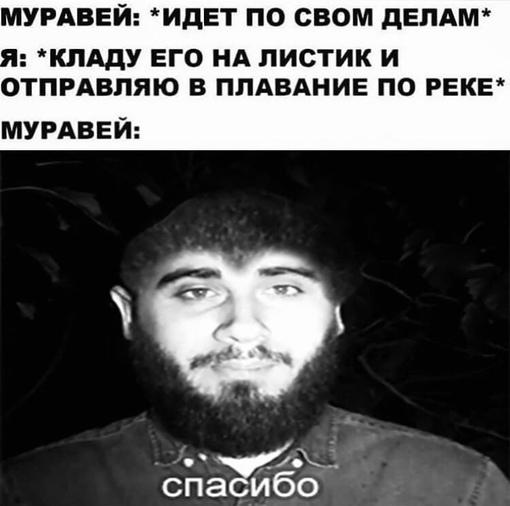 МУРАВЕЙ: *ИДЕТ ПО СВОМ ДЕЛАМ*
Я: *КЛАДУ ЕГО НА ЛИСТИК И
ОТПРАВЛЯЮ В ПЛАВАНИЕ ПО РЕКЕ*
МУРАВЕЙ:
спасибо